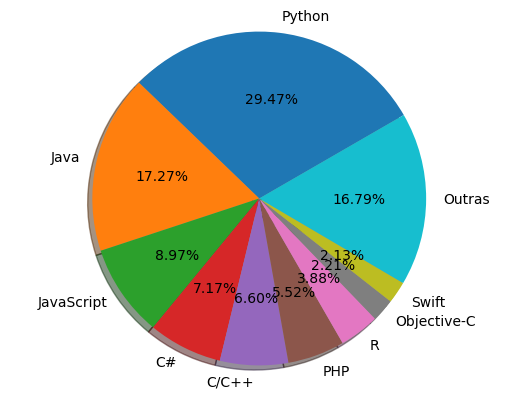 Python
29.47%
Java
17.27%
16.79%
Outras
8.97%
2.13%
2.21%
3.88%
7.17%
5.52%
6.60%
JavaScript
Swift
Objective-C
R
C#
PHP
C/C++